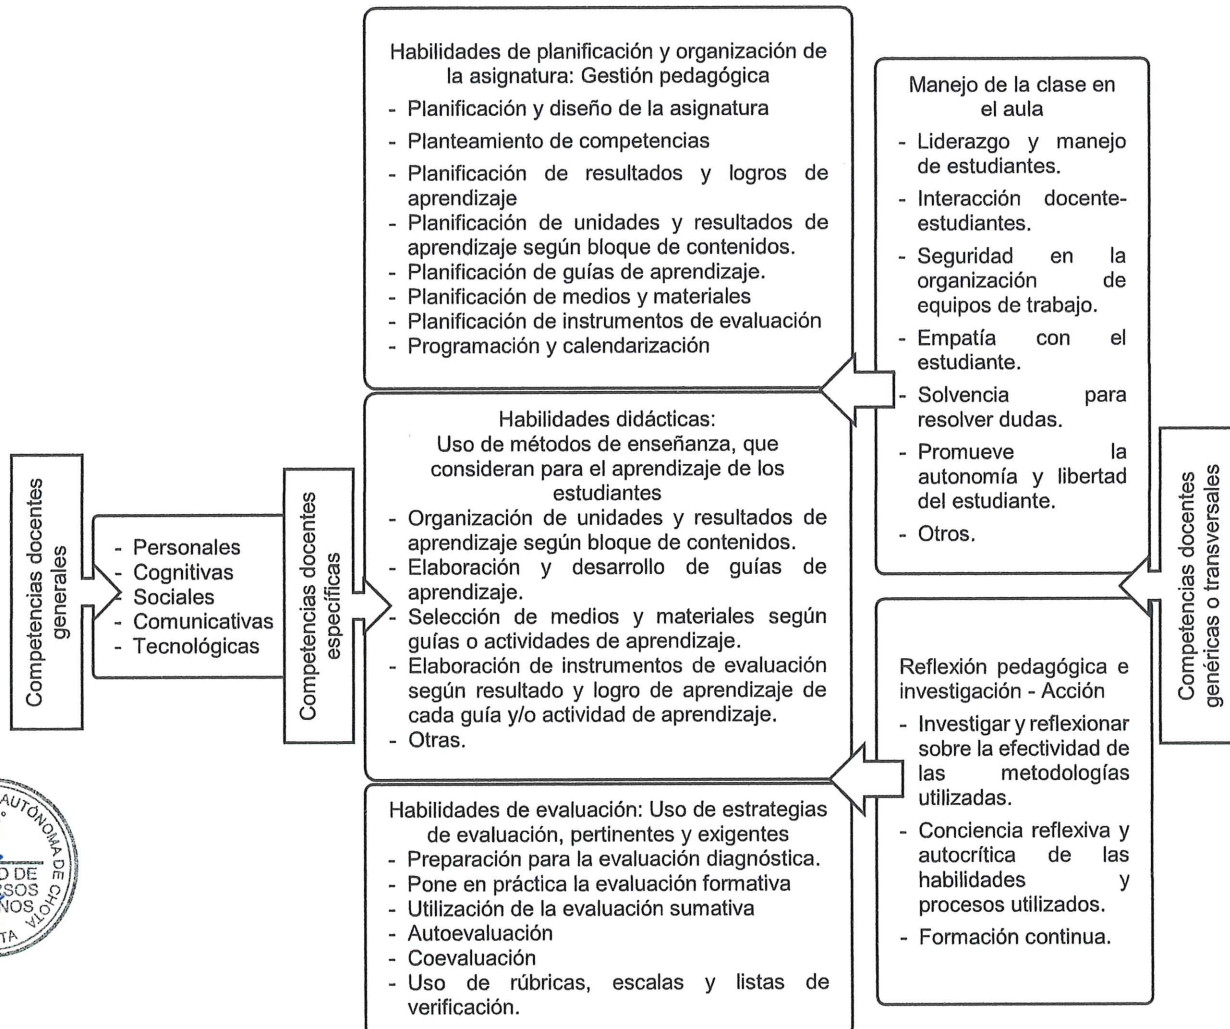 Competencias docentes
generales
- Personales
- Cognitivas
- Sociales
- Comunicativas
- Tecnológicas
Competencias docentes
específicas
Habilidades de planificación y organización de
la asignatura: Gestión pedagógica
- Planificación y diseño de la asignatura
- Planteamiento de competencias
- Planificación de resultados y logros de
aprendizaje
- Planificación de unidades y resultados de
aprendizaje según bloque de contenidos.
- Planificación de guías de aprendizaje.
- Planificación de medios y materiales
- Planificación de instrumentos de evaluación
- Programación y calendarización
Habilidades didácticas:
Uso de métodos de enseñanza, que
consideran para el aprendizaje de los
estudiantes
- Organización de unidades y resultados de
aprendizaje según bloque de contenidos.
- Elaboración y desarrollo de guías de
aprendizaje.
- Selección de medios y materiales según
guías o actividades de aprendizaje.
- Elaboración de instrumentos de evaluación
según resultado y logro de aprendizaje de
cada guía y/o actividad de aprendizaje.
- Otras.
Habilidades de evaluación: Uso de estrategias
de evaluación, pertinentes y exigentes
- Preparación para la evaluación diagnóstica.
- Pone en práctica la evaluación formativa
- Utilización de la evaluación sumativa
- Autoevaluación
- Coevaluación
- Uso de rúbricas, escalas y listas de
verificación.
Manejo de la clase en
el aula
- Liderazgo y manejo
de estudiantes.
- Interacción docente-
estudiantes.
- Seguridad en la
organización de
equipos de trabajo.
- Empatía con el
estudiante.
- Solvencia para
resolver dudas.
- Promueve la
autonomía y libertad
del estudiante.
- Otros.
Reflexión pedagógica e
investigación - Acción
- Investigar y reflexionar
sobre la efectividad de
las metodologías
utilizadas.
- Conciencia reflexiva y
autocrítica de las
habilidades y
procesos utilizados.
- Formación continua.
Competencias docentes
genéricas o transversales
AUTÓNOMA DE CHOTA